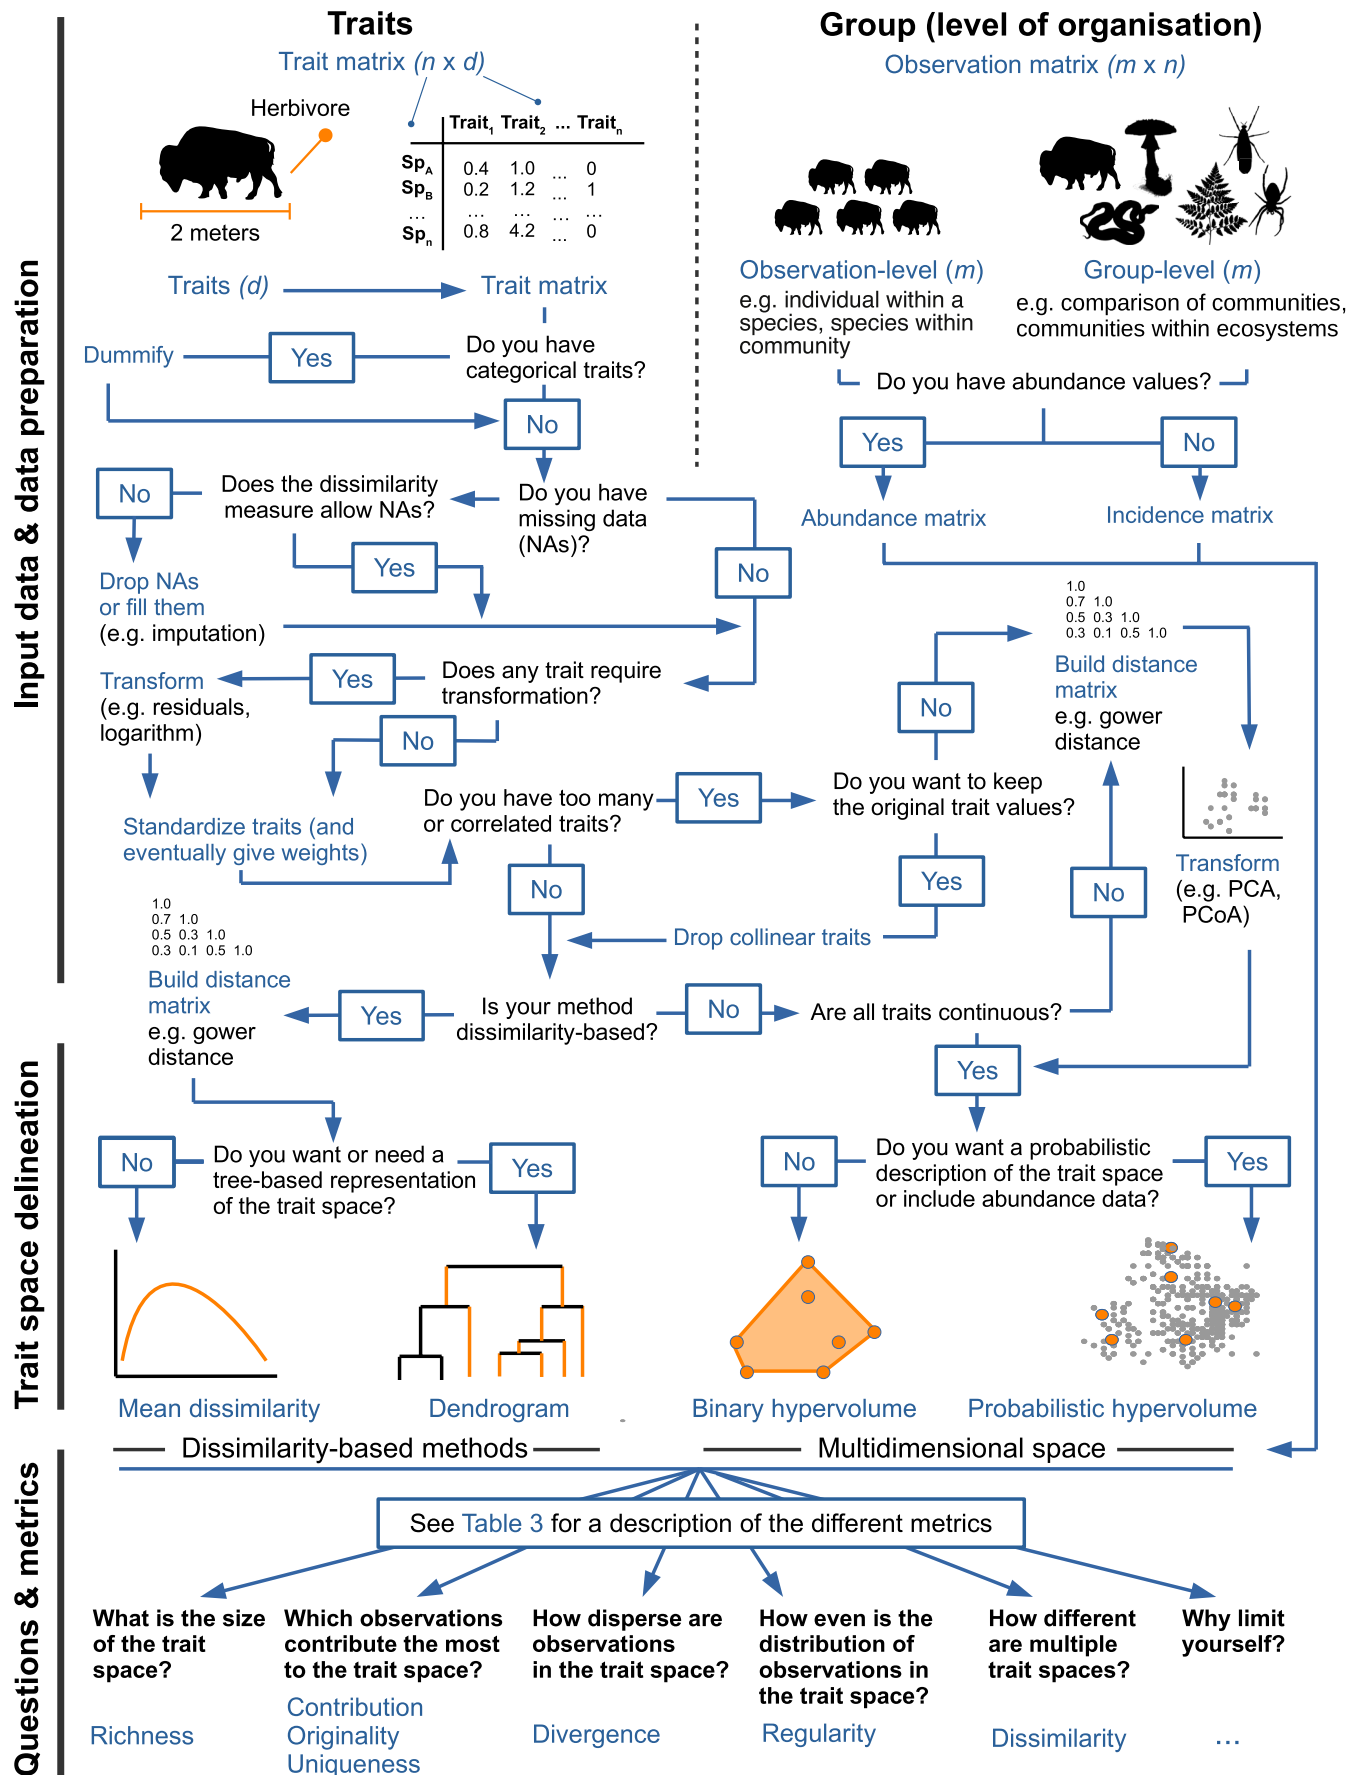 Traits
Trait matrix (n x d)
Herbivore
2 meters
Trait1 Trait2 ... Traitn
SpA 0.4 1.0 ... 0
SpB 0.2 1.2 ... 1
... ... ... ...
Spn 0.8 4.2 ... 0
Group (level of organisation)
Observation matrix (m x n)
Observation-level (m)
e.g. individual within a
species, species within
community
Group-level (m)
e.g. comparison of communities,
communities within ecosystems
Input data & data preparation
Traits (d)
Trait matrix
Dummify
Yes
Do you have
categorical traits?
No
Do you have abundance values?
Yes
No
Abundance matrix
Incidence matrix
No
Does the dissimilarity
measure allow NAs?
Do you have
missing data
(NAs)?
Yes
No
Drop NAs
or fill them
(e.g. imputation)
Transform
(e.g. residuals,
logarithm)
Yes
Does any trait require
transformation?
No
Standardize traits (and
eventually give weights)
Do you have too many
or correlated traits?
Yes
Do you want to keep
the original trait values?
No
1.0
0.7 1.0
0.5 0.3 1.0
0.3 0.1 0.5 1.0
Build distance
matrix
e.g. gower
distance
Transform
(e.g. PCA,
PCoA)
No
Yes
No
Drop collinear traits
1.0
0.7 1.0
0.5 0.3 1.0
0.3 0.1 0.5 1.0
Build distance
matrix
e.g. gower
distance
Yes
Is your method
dissimilarity-based?
No
Are all traits continuous?
Yes
Trait space delineation
No
Do you want or need a
tree-based representation
of the trait space?
Yes
No
Do you want a probabilistic
description of the trait space
or include abundance data?
Yes
Mean dissimilarity
Dendrogram
Binary hypervolume
Probabilistic hypervolume
Dissimilarity-based methods
Multidimensional space
Questions & metrics
See Table 3 for a description of the different metrics
What is the size
of the trait
space?
Richness
Which observations
contribute the most
to the trait space?
Contribution
Originality
Uniqueness
How disperse are
observations
in the trait space?
Divergence
How even is the
distribution of
observations in
the trait space?
Regularity
How different
are multiple
trait spaces?
Dissimilarity
Why limit
yourself?
...